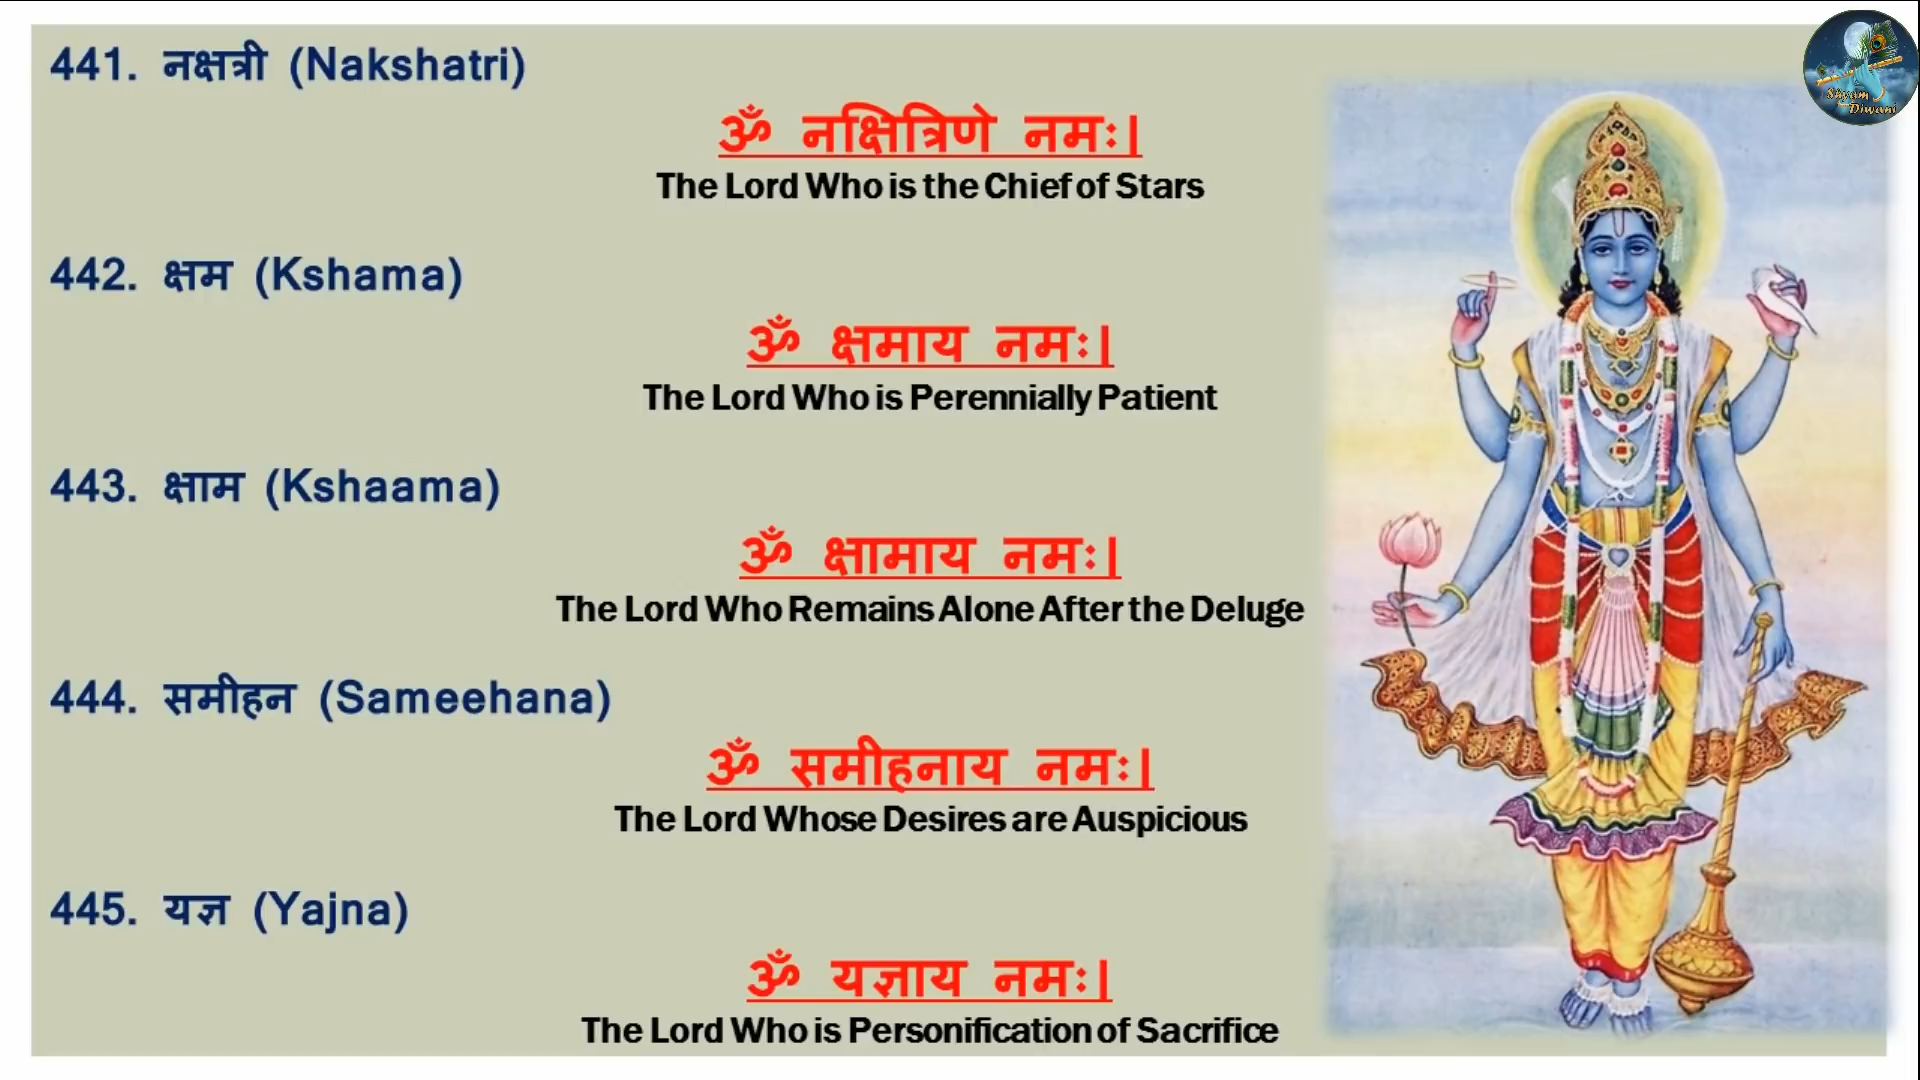 441. नक्षत्री (Nakshatri)
ॐ नक्षित्रिणे नमः|
The Lord Who is the Chief of Stars
442. क्षम (Kshama)
ॐ क्षमाय नमः|
The Lord Who is Perennially Patient
443. क्षाम (Kshaama)
ॐ क्षामाय नमः|
The Lord Who Remains Alone After the Deluge
444. समीहन (Sameehana)
ॐ समीहनाय नमः|
The Lord Whose Desires are Auspicious
445. यज्ञ (Yajna)
ॐ यज्ञाय नमः|
The Lord Who is Personification of Sacrifice
Shyam
Diwani